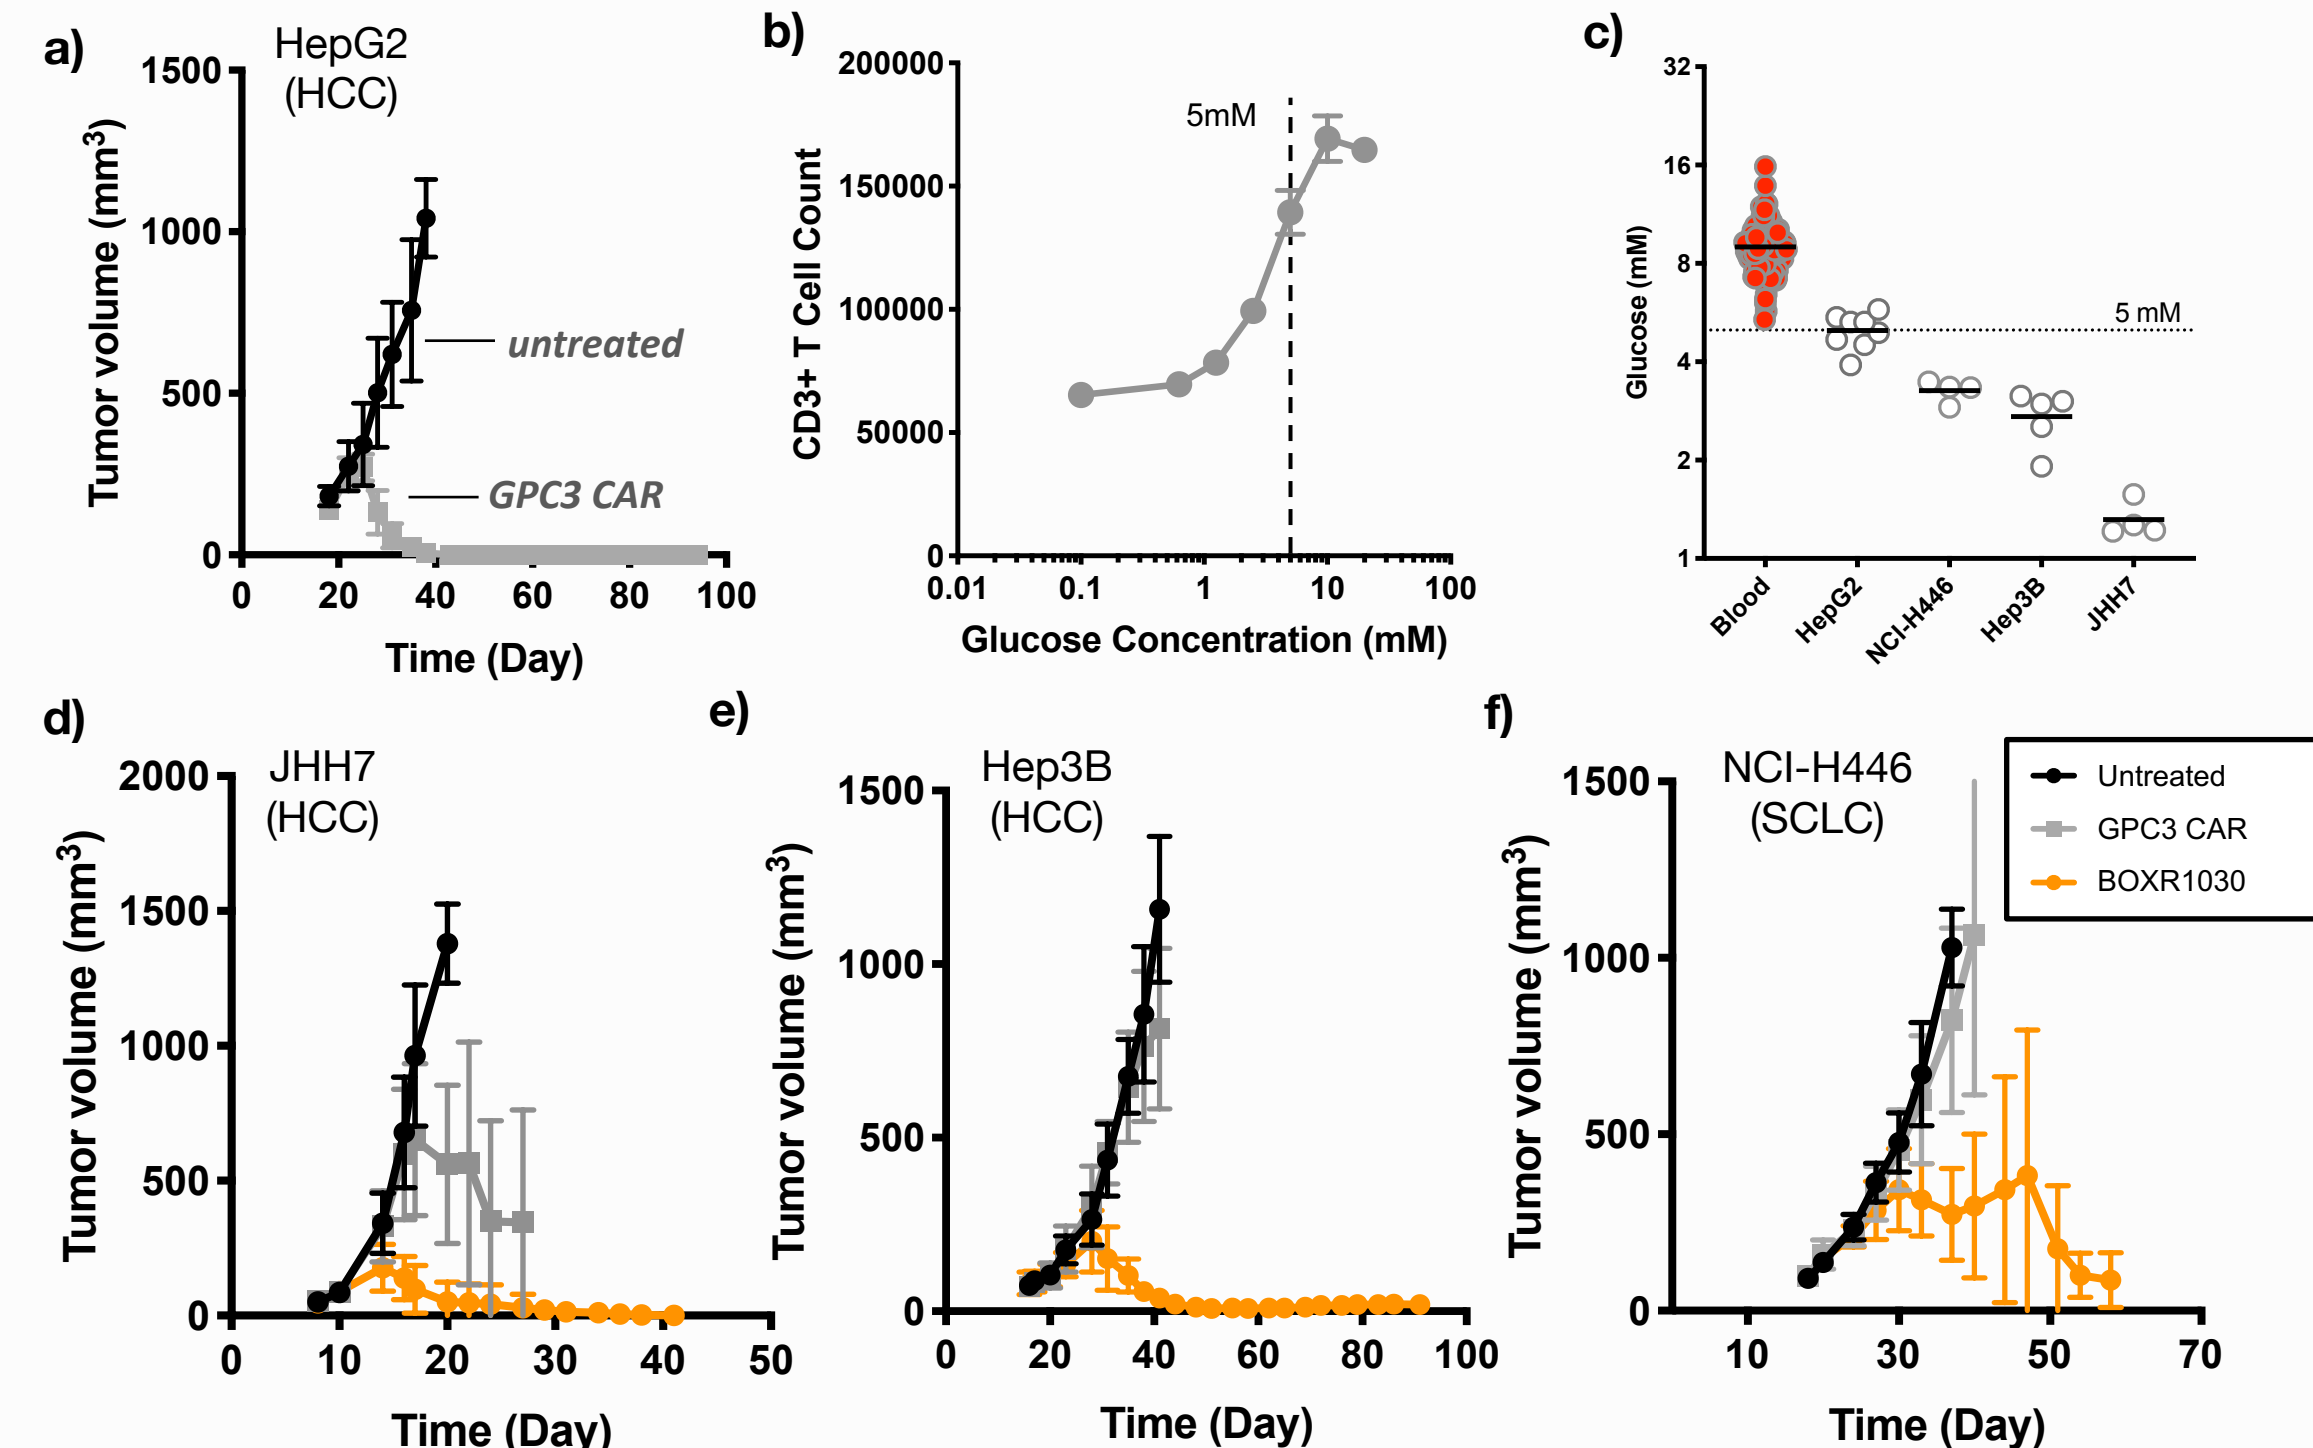 a)
HepG2
(HCC)
1500
1000
500
0
0 20 40 60 80 100
Tumor volume (mm³)
Time (Day)
untreated
GPC3 CAR
b)
200000
150000
100000
50000
0
0.01 0.1 1 10 100
5mM
CD3+ T Cell Count
Glucose Concentration (mM)
c)
32
16
8
4
2
1
Glucose (mM)
5 mM
Blood
HepG2
NCI-H446
Hep3B
JHH7
d)
JHH7
(HCC)
2000
1500
1000
500
0
0 10 20 30 40 50
Tumor volume (mm³)
Time (Day)
e)
Hep3B
(HCC)
1500
1000
500
0
0 20 40 60 80 100
Tumor volume (mm³)
Time (Day)
f)
NCI-H446
(SCLC)
1500
1000
500
0
10 30 50 70
Tumor volume (mm³)
Time (Day)
Untreated
GPC3 CAR
BOXR1030